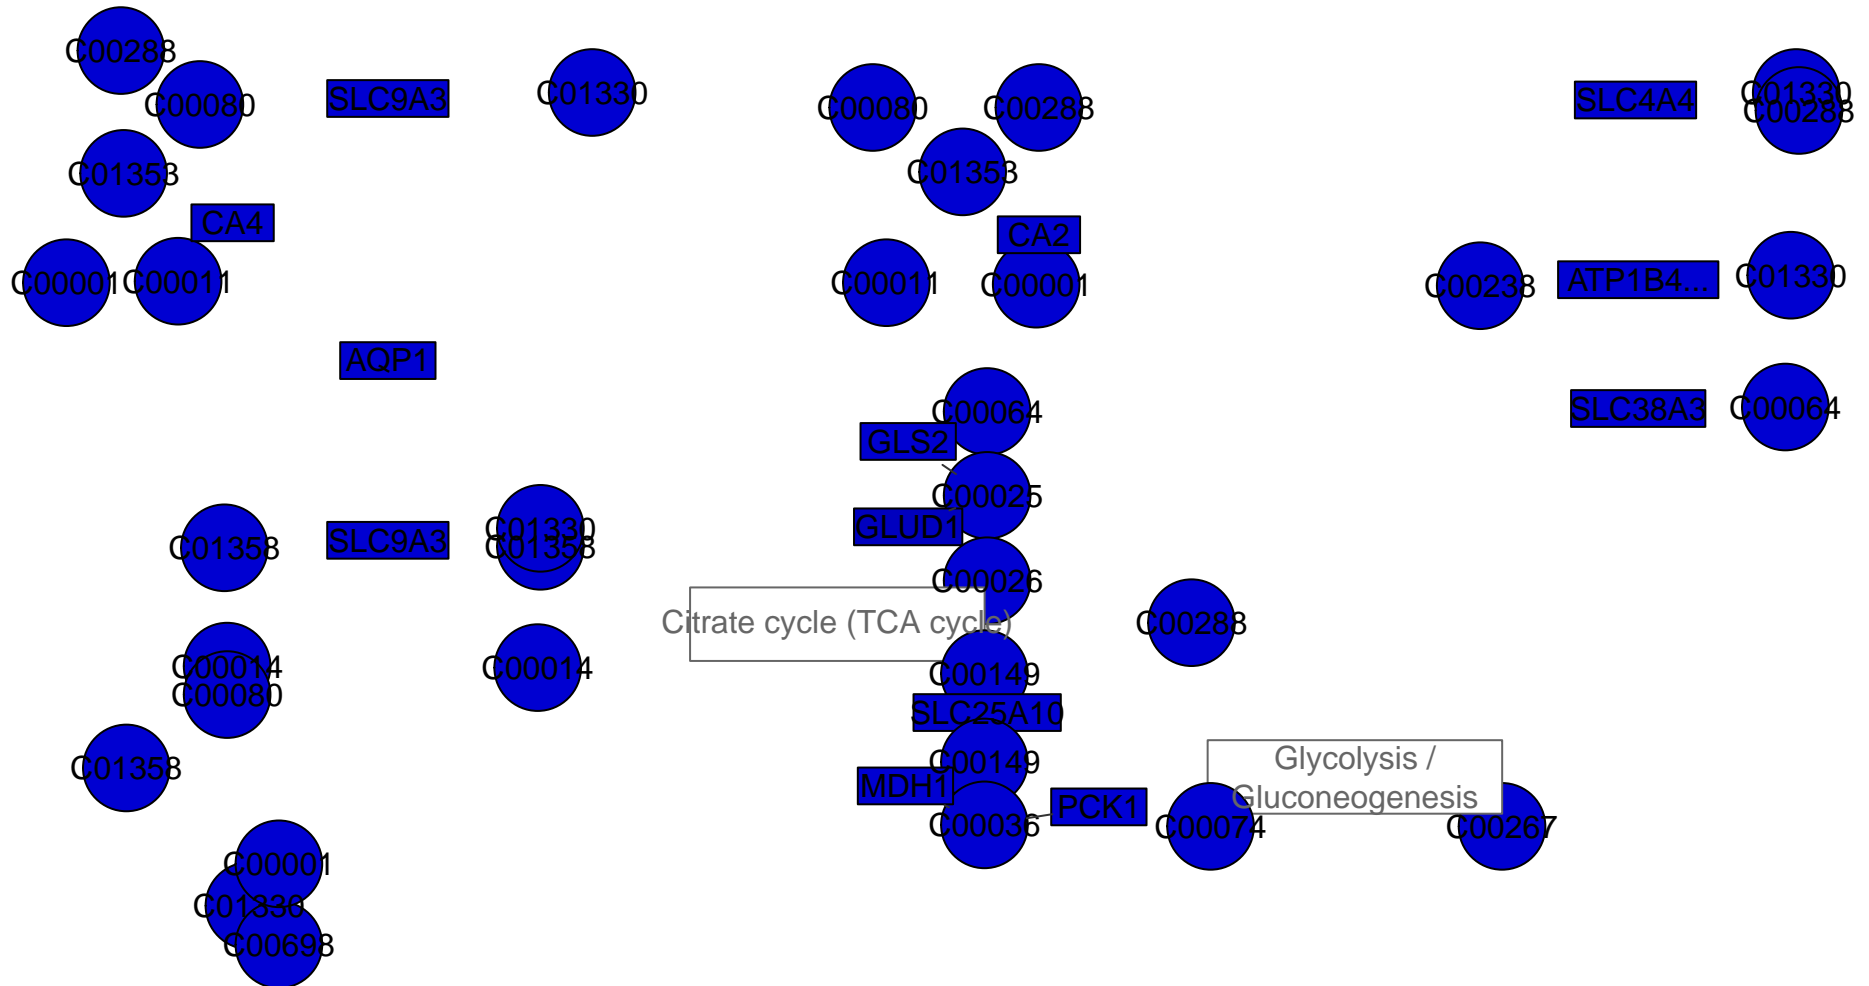 C00288
C00080
SLC9A3
C01330
C00080
C00288
SLC4A4
C01330
C00288
C01353
C01353
CA4
CA2
C00001
C00011
C00011
C00001
C00238
ATP1B4...
C01330
AQP1
C00064
SLC38A3
C00064
GLS2
C00025
C01358
SLC9A3
C01330
C01358
GLUD1
C00026
Citrate cycle (TCA cycle)
C00288
C00014
C00080
C00014
C00149
SLC25A10
C01358
C00149
Glycolysis /
Gluconeogenesis
MDH1
C00036
PCK1
C00074
C00267
C00001
C01330
C00698